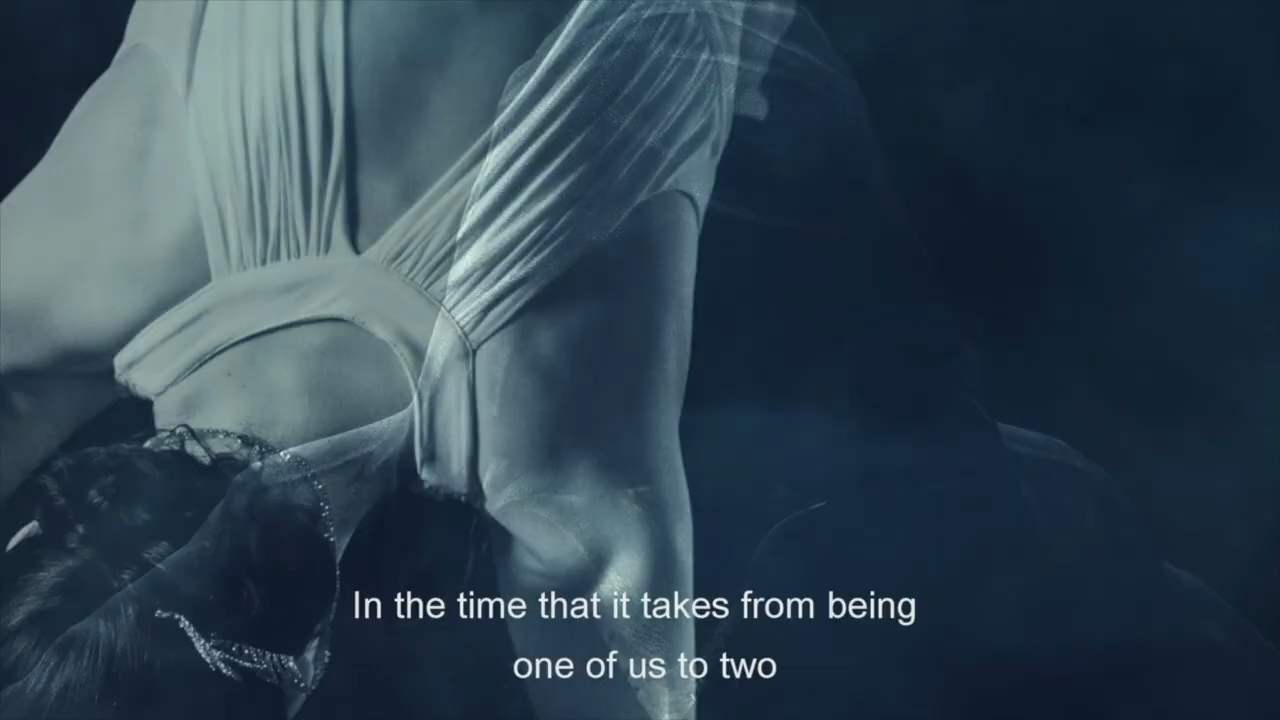 In the time that it takes from being
one of us to two